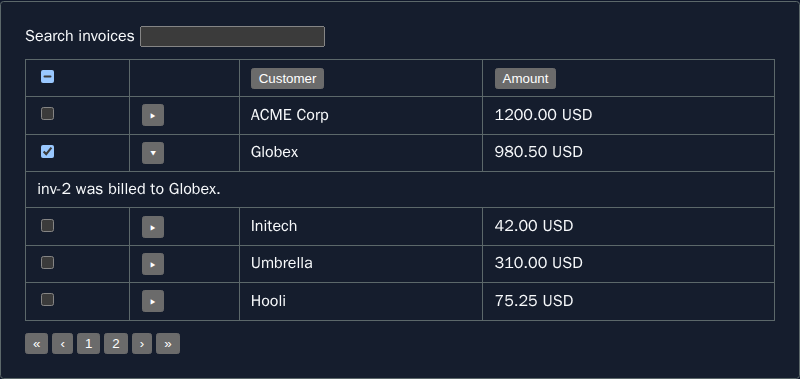 Search invoices
Customer Amount
▸ ACME Corp 1200.00 USD
▾ Globex 980.50 USD
inv-2 was billed to Globex.
▸ Initech 42.00 USD
▸ Umbrella 310.00 USD
▸ Hooli 75.25 USD
« ‹ 1 2 › »